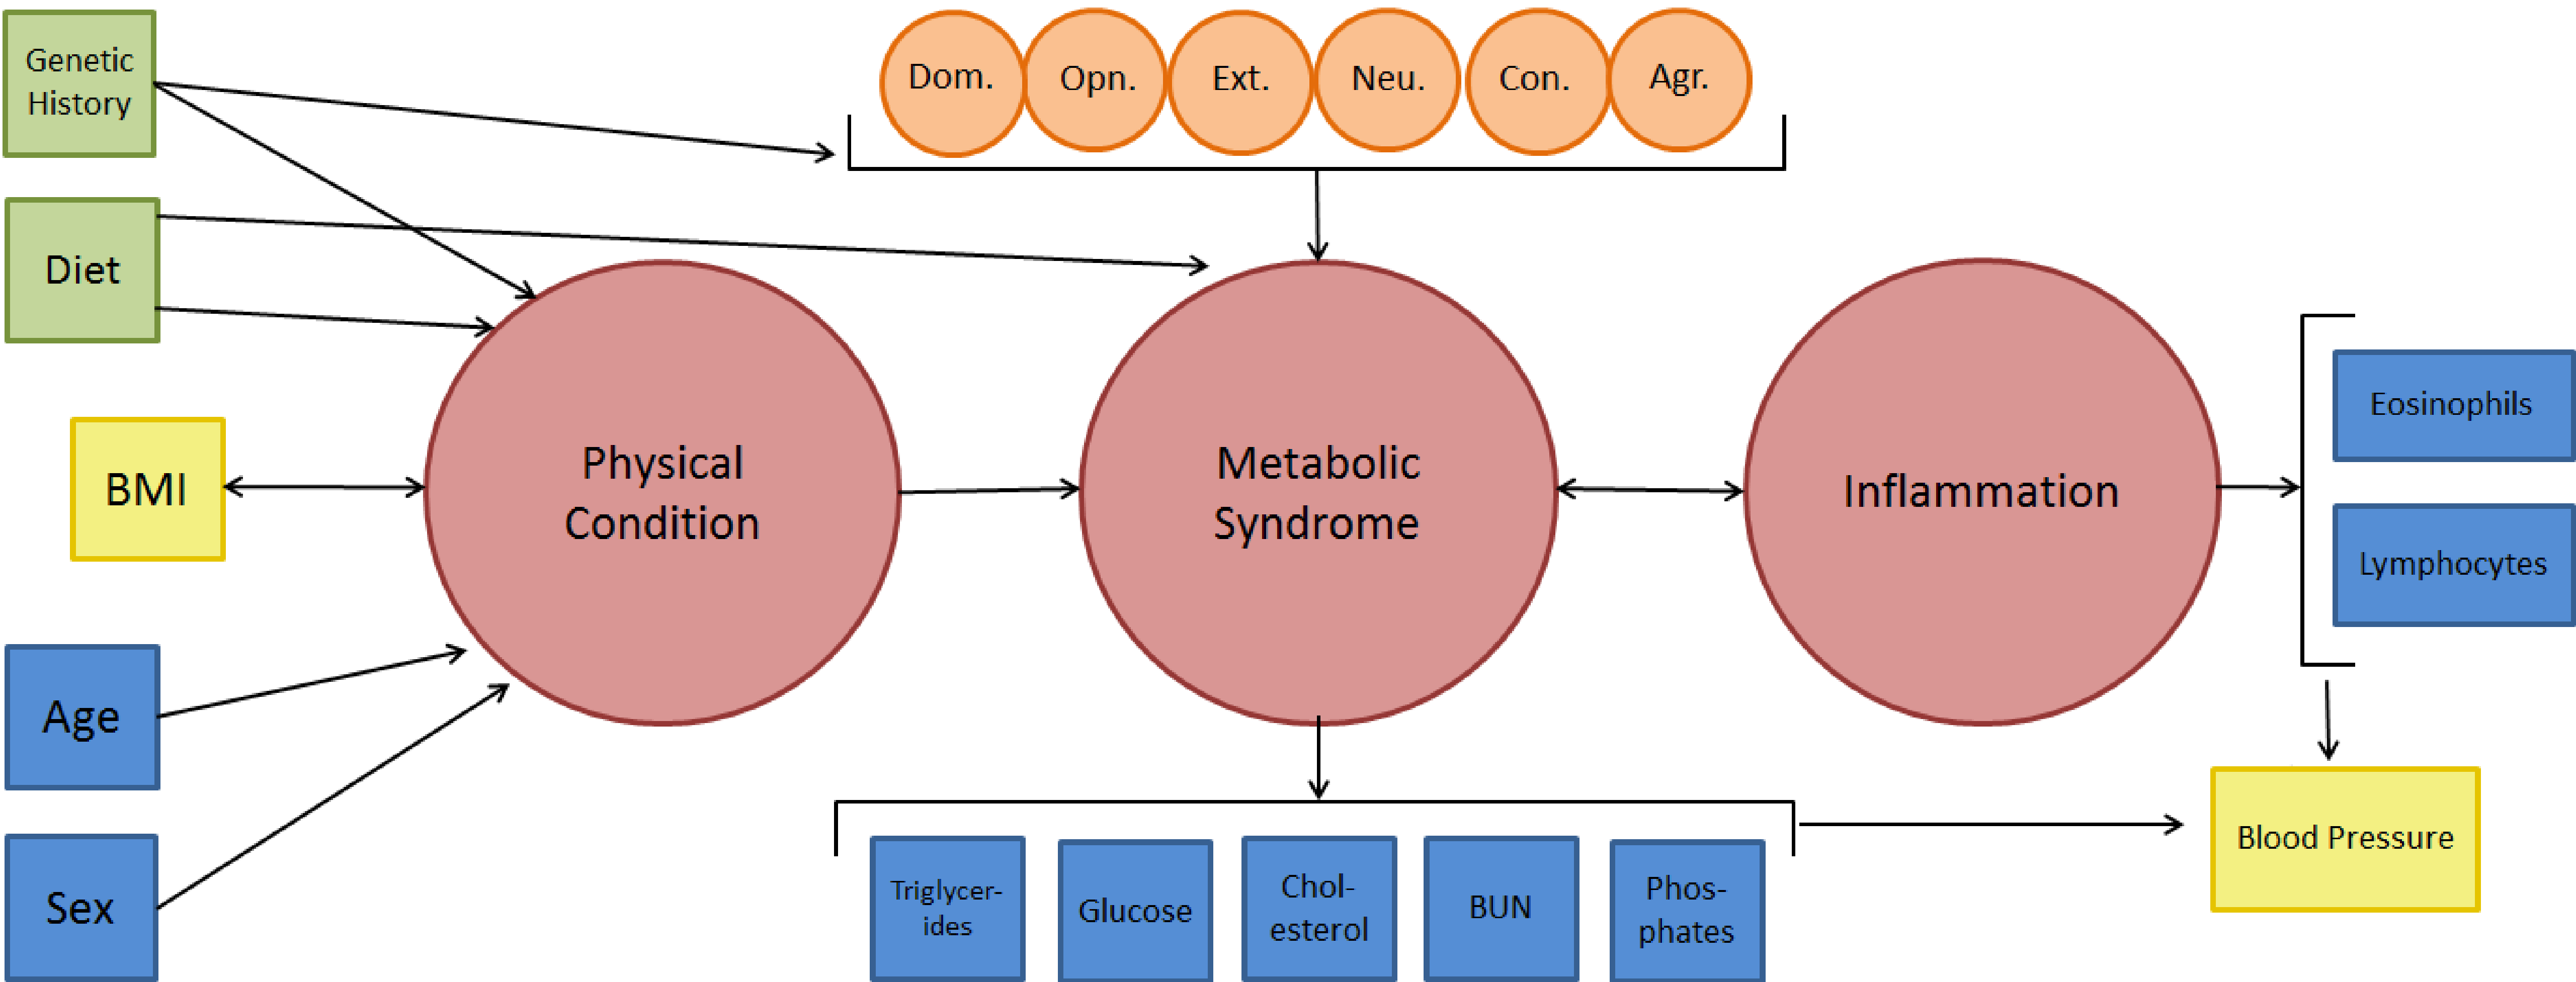 Genetic
History
Dom.
Opn.
Ext.
Neu.
Con.
Agr.
Diet
BMI
Physical
Condition
Metabolic
Syndrome
Inflammation
Eosinophils
Lymphocytes
Age
Sex
Triglycer-
ides
Glucose
Chol-
esterol
BUN
Phos-
phates
Blood Pressure